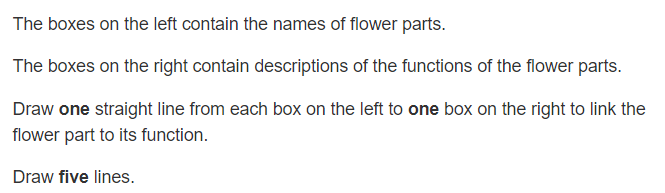 The boxes on the left contain the names of flower parts.
The boxes on the right contain descriptions of the functions of the flower parts.
Draw one straight line from each box on the left to one box on the right to link the
flower part to its function.
Draw five lines.